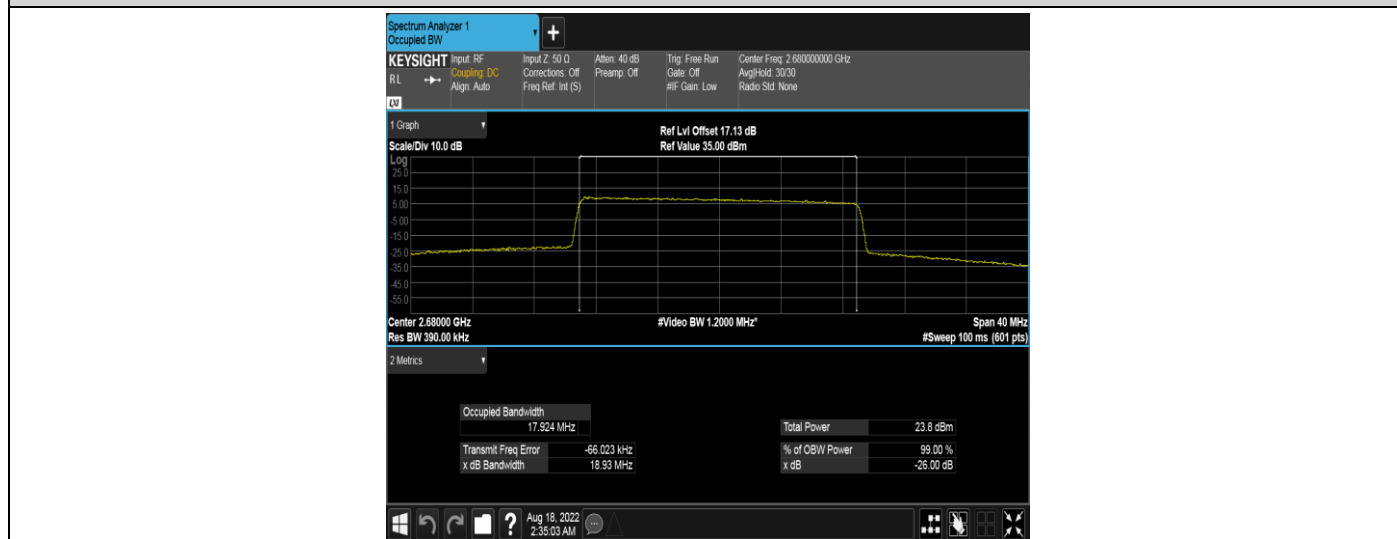 Spectrum Analyzer 1
Occupied BW
+
KEYSIGHT
RL
LXI
Input: RF
Coupling: DC
Align: Auto
Input Z: 50 Ω
Corrections: Off
Freq Ref: Int (S)
Atten: 40 dB
Preamp: Off
Trig: Free Run
Gate: Off
#IF Gain: Low
Center Freq: 2.680000000 GHz
Avg|Hold: 30/30
Radio Std: None
1 Graph
Scale/Div 10.0 dB
Ref Lvl Offset 17.13 dB
Ref Value 35.00 dBm
Log
25.0
15.0
5.00
-5.00
-15.0
-25.0
-35.0
-45.0
-55.0
Center 2.68000 GHz
#Video BW 1.2000 MHz*
Span 40 MHz
Res BW 390.00 kHz
#Sweep 100 ms (601 pts)
2 Metrics
Occupied Bandwidth
17.924 MHz
Total Power 23.8 dBm
Transmit Freq Error -66.023 kHz
% of OBW Power 99.00 %
x dB Bandwidth 18.93 MHz
x dB -26.00 dB
?
Aug 18, 2022
2:35:03 AM